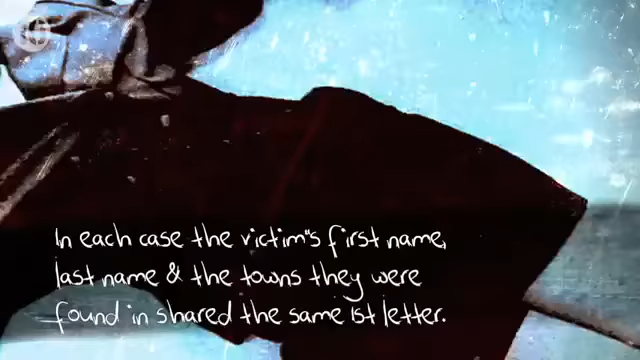 In each case the victim"s first name,
last name & the towns they were
found in shared the same 1st letter.